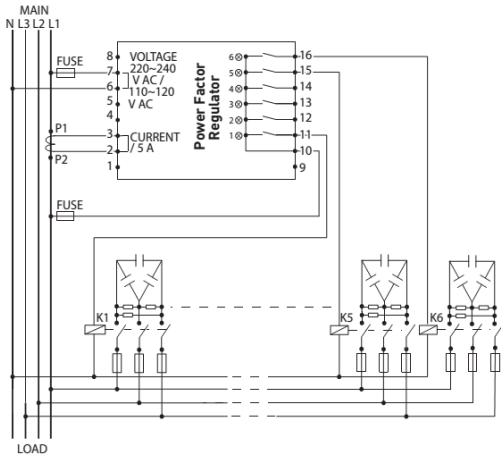 MAIN
N L3 L2 L1
FUSE
8
7
6
5
4
3
2
1
VOLTAGE
220~240
V AC /
110~120
V AC
P1
P2
CURRENT
/ 5 A
Power Factor
Regulator
6
5
4
3
2
1
16
15
14
13
12
11
10
9
FUSE
K1
K5
K6
LOAD